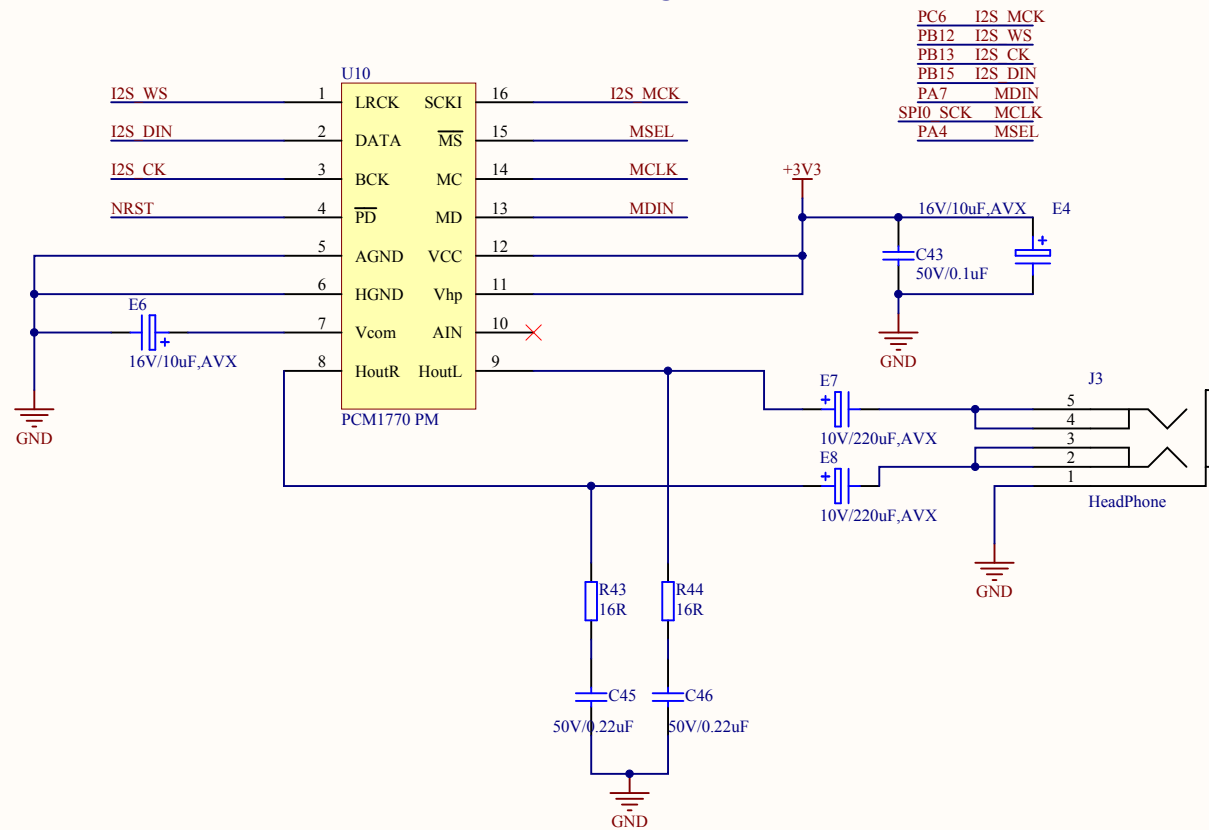 PC6 I2S_MCK
PB12 I2S_WS
PB13 I2S_CK
PB15 I2S_DIN
PA7 MDIN
SPI0_SCK MCLK
PA4 MSEL
U10
I2S_WS 1 LRCK SCKI 16 I2S_MCK
I2S_DIN 2 DATA MS 15 MSEL
I2S_CK 3 BCK MC 14 MCLK
NRST 4 PD MD 13 MDIN
5 AGND VCC 12
6 HGND Vhp 11
7 Vcom AIN 10
8 HoutR HoutL 9
PCM1770 PM
E6
16V/10uF,AVX
GND
+3V3
16V/10uF,AVX E4
C43
50V/0.1uF
GND
E7
10V/220uF,AVX
E8
10V/220uF,AVX
J3
5
4
3
2
1
HeadPhone
GND
R43
16R
R44
16R
C45
50V/0.22uF
C46
50V/0.22uF
GND